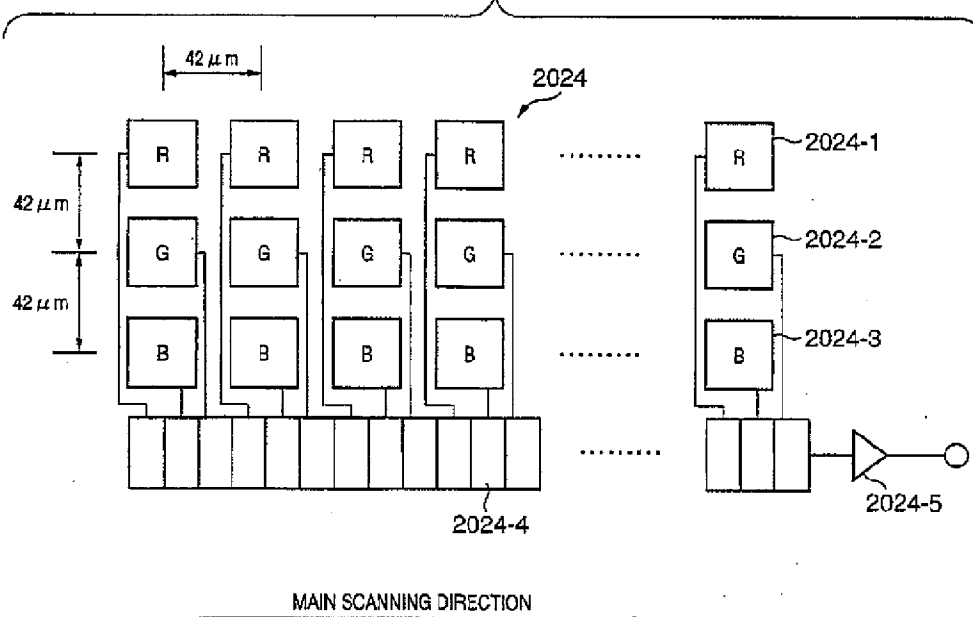 42 μm
2024
R R R R ........ R 2024-1
42 μm
G G G G ........ G 2024-2
42 μm
B B B B ........ B 2024-3
........
2024-4
2024-5
MAIN SCANNING DIRECTION